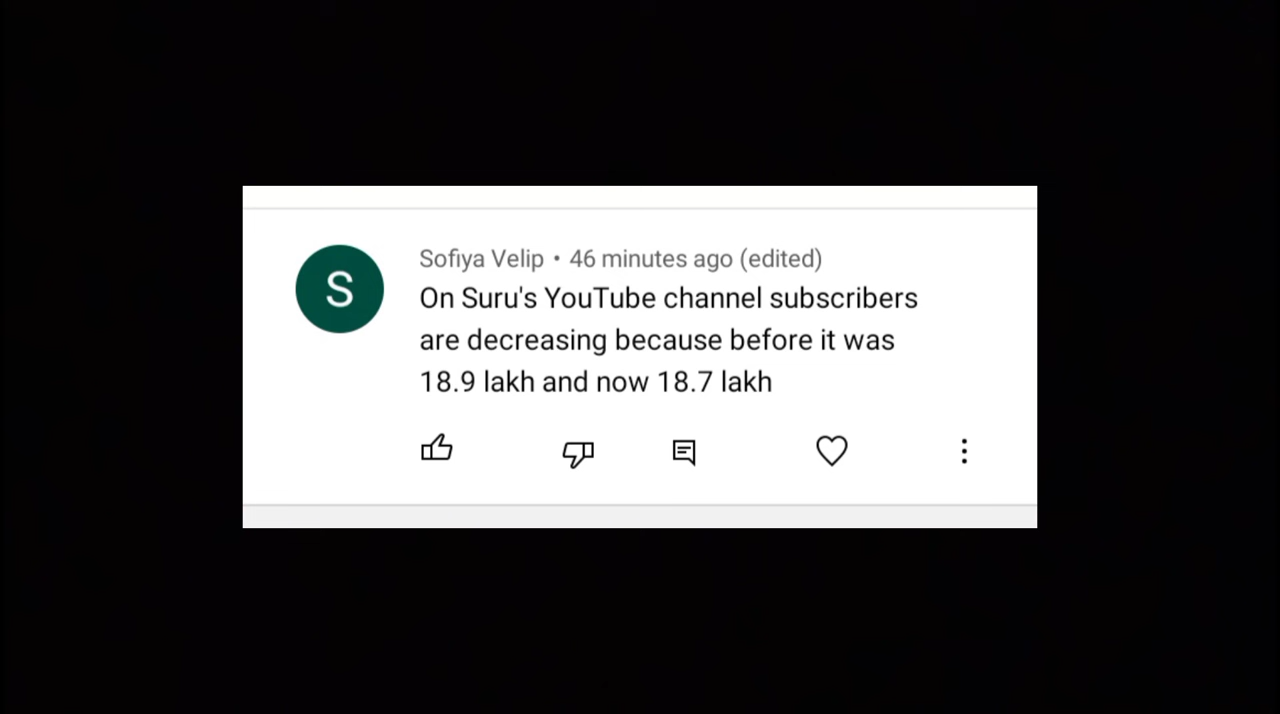 S
Sofiya Velip • 46 minutes ago (edited)
On Suru's YouTube channel subscribers
are decreasing because before it was
18.9 lakh and now 18.7 lakh